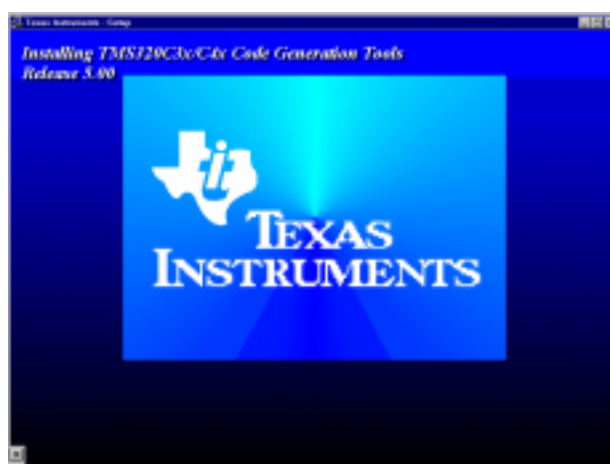 Texas Instruments - Setup
Installing TMS320C3x/C4x Code Generation Tools
Release 5.00
TEXAS
INSTRUMENTS